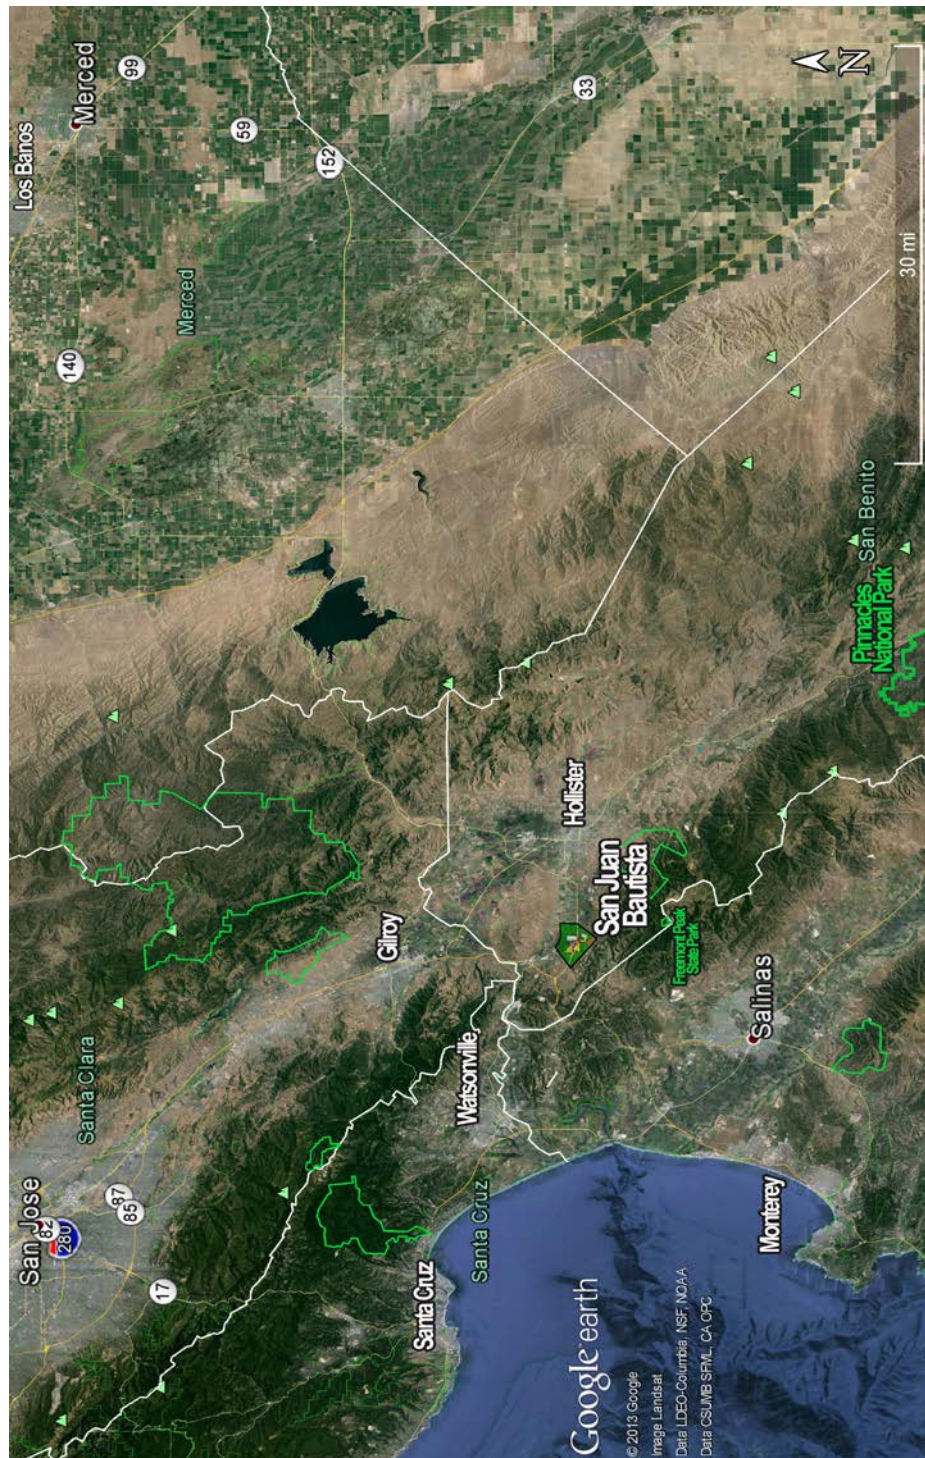 Los Banos
Merced
99
59
140
Merced
152
33
N
30 mi
San Jose
82
280
87
85
17
Santa Clara
Gilroy
Hollister
San Juan
Bautista
Freemont Peak
State Park
San Benito
Pinnacles
National Park
Watsonville
Salinas
Santa Cruz
Santa Cruz
Monterey
Google earth
© 2013 Google
Image Landsat
Data LDEO-Columbia, NSF, NOAA
Data CSUMB SFML, CA OPC